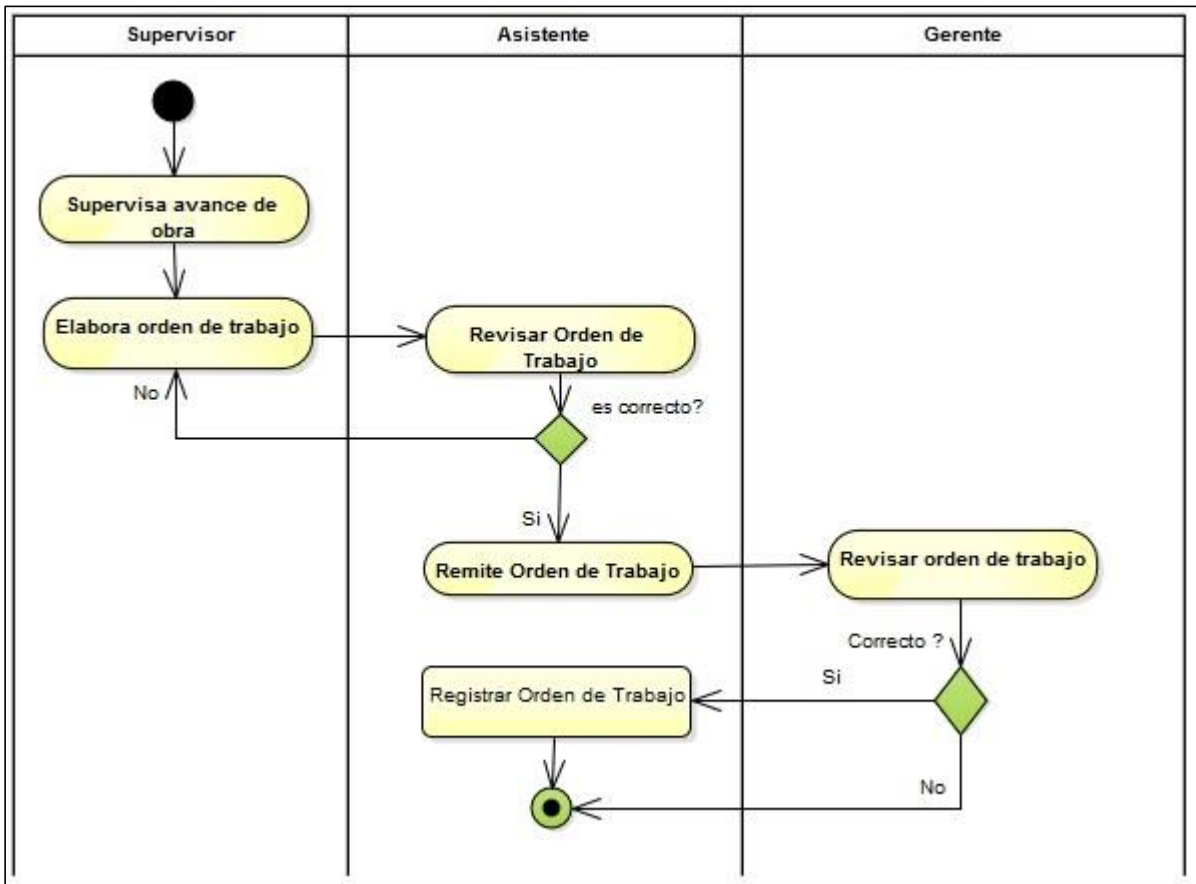 Supervisor
Asistente
Gerente
Supervisa avance de
obra
Elabora orden de trabajo
Revisar Orden de
Trabajo
No
es correcto?
Si
Remite Orden de Trabajo
Revisar orden de trabajo
Correcto ?
Si
Registrar Orden de Trabajo
No